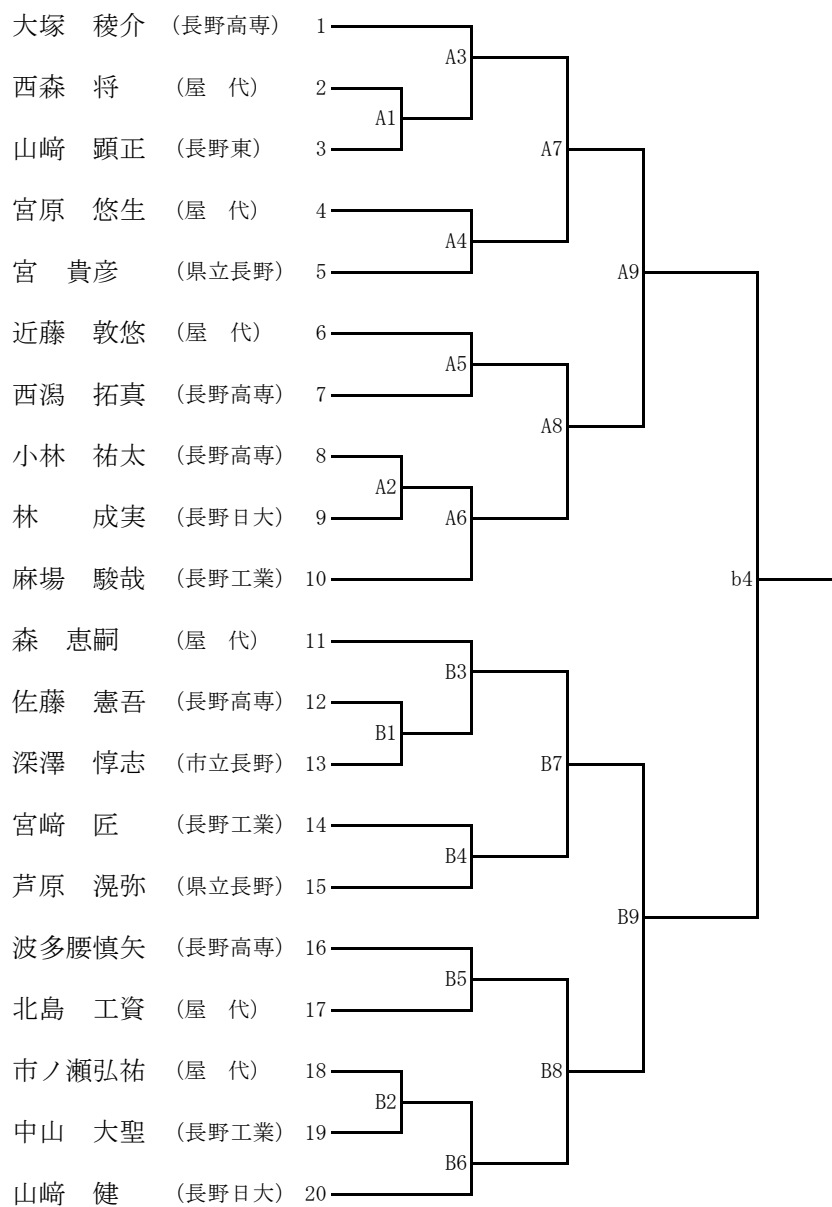 大塚 稜介 (長野高専) 1
A3
西森 将 (屋 代) 2
A1
山﨑 顕正 (長野東) 3
A7
宮原 悠生 (屋 代) 4
A4
宮 貴彦 (県立長野) 5
A9
近藤 敦悠 (屋 代) 6
A5
西潟 拓真 (長野高専) 7
A8
小林 祐太 (長野高専) 8
A2
林 成実 (長野日大) 9
A6
麻場 駿哉 (長野工業) 10
b4
森 恵嗣 (屋 代) 11
B3
佐藤 憲吾 (長野高専) 12
B1
深澤 惇志 (市立長野) 13
B7
宮﨑 匠 (長野工業) 14
B4
芦原 滉弥 (県立長野) 15
B9
波多腰慎矢 (長野高専) 16
B5
北島 工資 (屋 代) 17
市ノ瀬弘祐 (屋 代) 18
B8
B2
中山 大聖 (長野工業) 19
B6
山﨑 健 (長野日大) 20